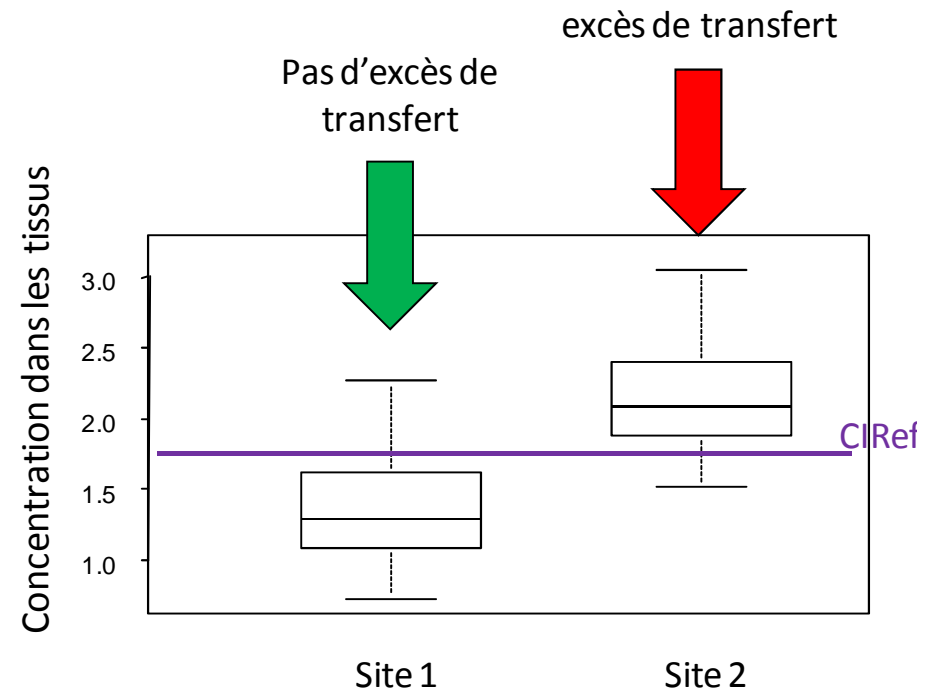 excès de transfert
Pas d'excès de
transfert
Concentration dans les tissus
3.0
2.5
2.0
1.5
1.0
CIRef
Site 1
Site 2